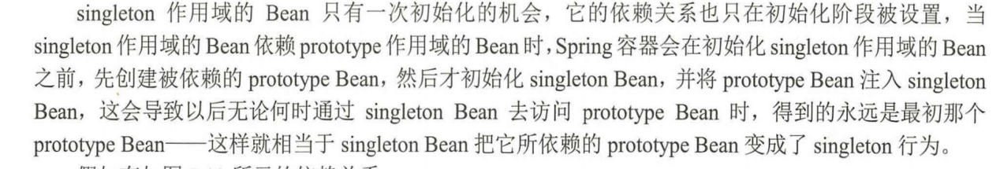 singleton 作用域的 Bean 只有一次初始化的机会，它的依赖关系也只在初始化阶段被设置，当
singleton 作用域的 Bean 依赖 prototype 作用域的 Bean 时，Spring 容器会在初始化 singleton 作用域的 Bean
之前，先创建被依赖的 prototype Bean，然后才初始化 singleton Bean，并将 prototype Bean 注入 singleton
Bean，这会导致以后无论何时通过 singleton Bean 去访问 prototype Bean 时，得到的永远是最初那个
prototype Bean——这样就相当于 singleton Bean 把它所依赖的 prototype Bean 变成了 singleton 行为。